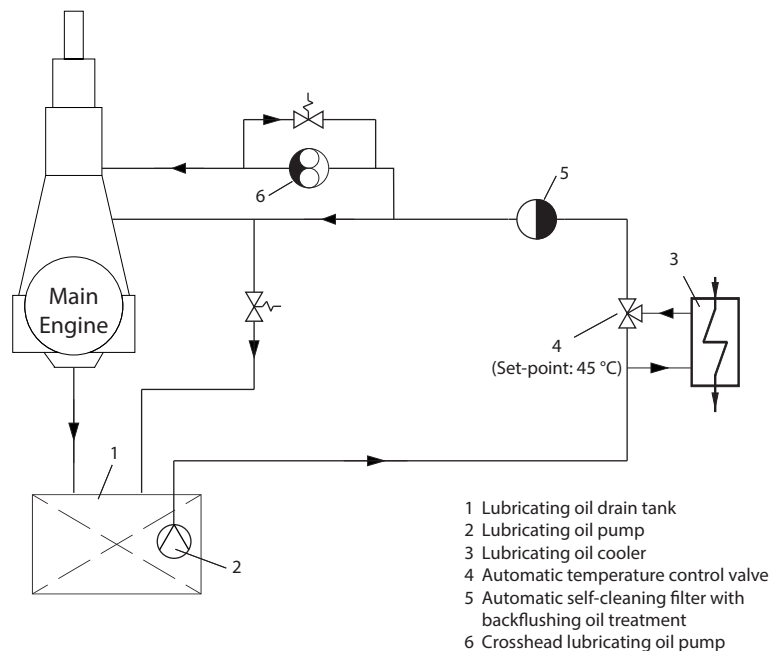 6
5
Main
Engine
3
4
(Set-point: 45 °C)
1
2
1 Lubricating oil drain tank
2 Lubricating oil pump
3 Lubricating oil cooler
4 Automatic temperature control valve
5 Automatic self-cleaning filter with
backflushing oil treatment
6 Crosshead lubricating oil pump